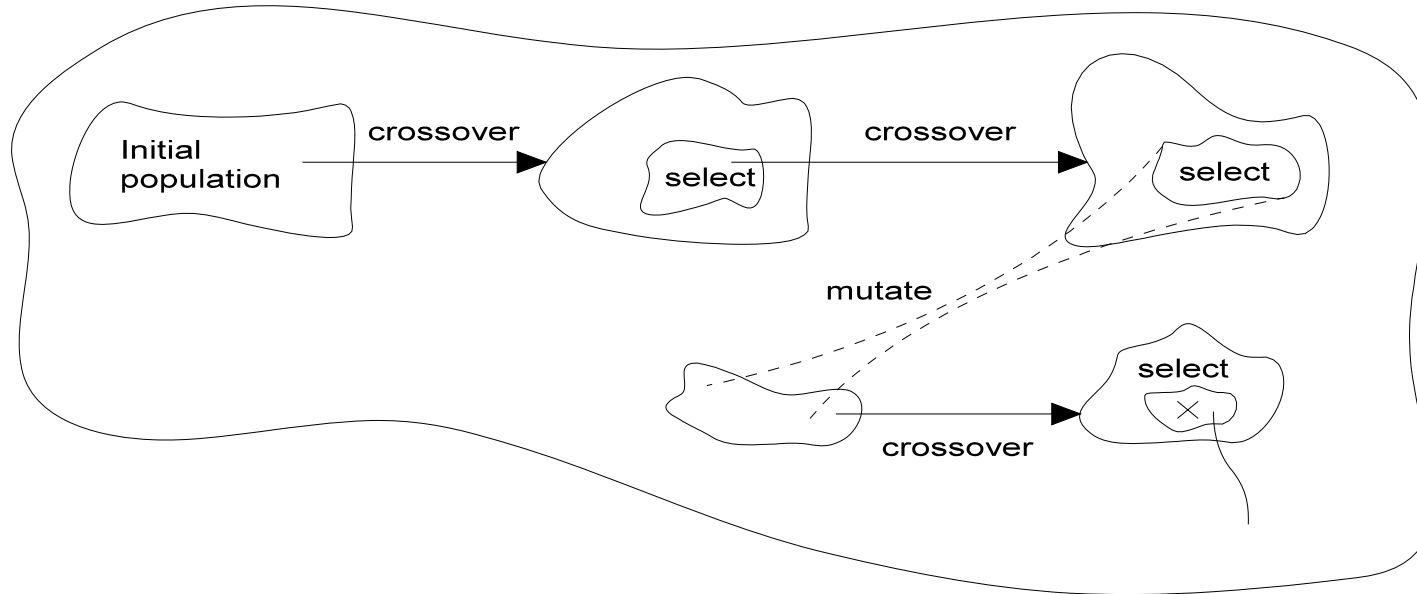 Initial
population
crossover
select
crossover
select
mutate
select
crossover